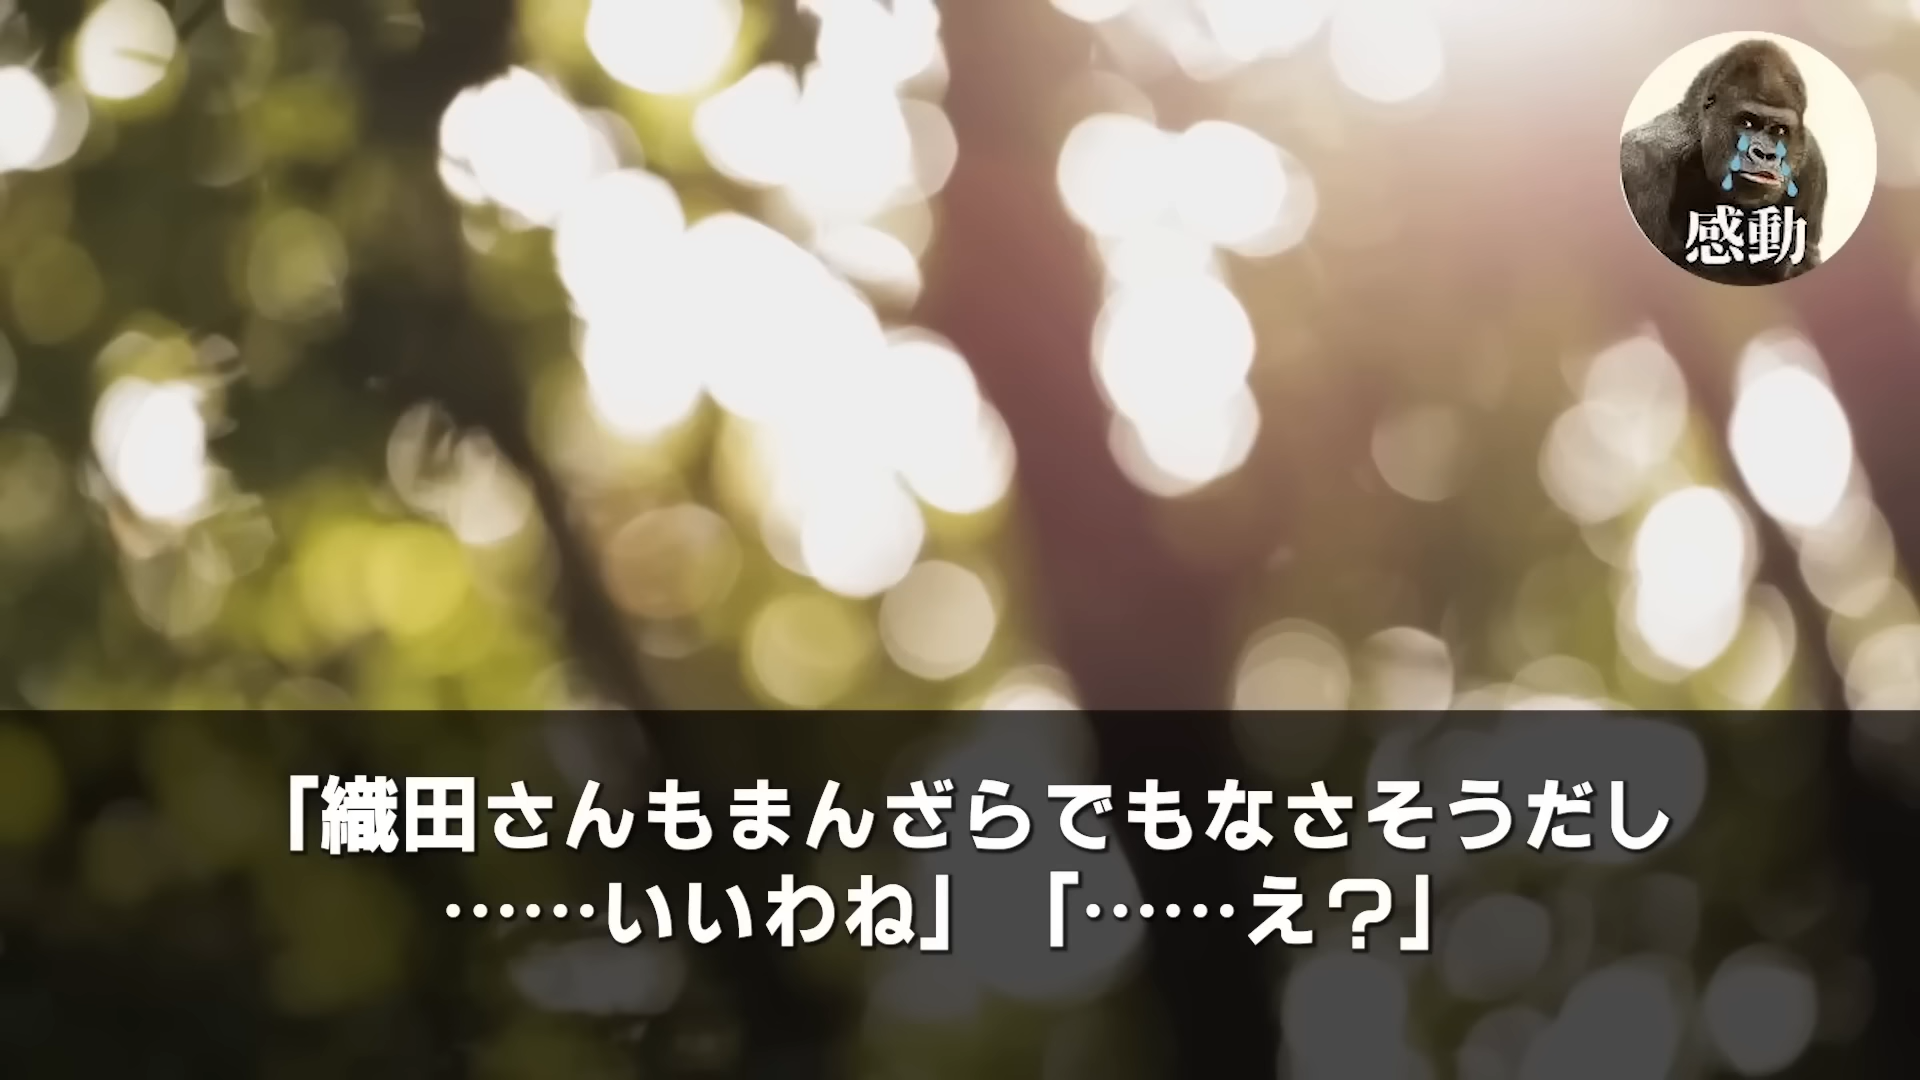 感動
「織田さんもまんざらでもなさそうだし
……いいわね」 「……え？」